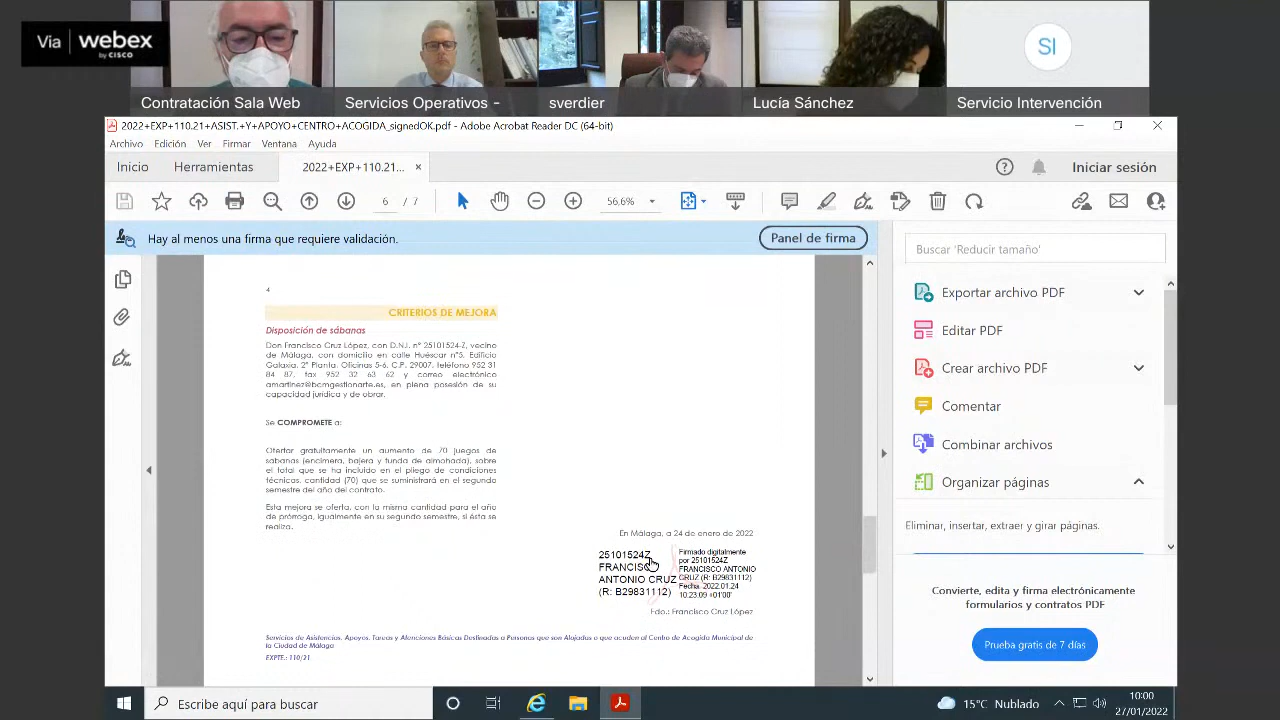 Via webex
by CISCO
Contratación Sala Web
Servicios Operativos -
sverdier
Lucía Sánchez
SI
Servicio Intervención
2022+EXP+110.21+ASIST.+Y+APOYO+CENTRO+ACOGIDA_signedOK.pdf - Adobe Acrobat Reader DC (64-bit)
Archivo Edición Ver Firmar Ventana Ayuda
Inicio Herramientas 2022+EXP+110.21... × Iniciar sesión
6 / 7 56,6%
Hay al menos una firma que requiere validación. Panel de firma
4
CRITERIOS DE MEJORA
Disposición de sábanas
Don Francisco Cruz López, con D.N.I. nº 25101524-Z, vecino
de Málaga, con domicilio en calle Huéscar nº5, Edificio
Galaxia, 2º Planta, Oficinas 5-6, C.P. 29007, teléfono 952 31
84 87, fax 952 32 63 62 y correo electrónico
amartinez@bcmgestionarte.es, en plena posesión de su
capacidad jurídica y de obrar.
Se COMPROMETE a:
Ofertar gratuitamente un aumento de 70 juegos de
sábanas (encimera, bajera y funda de almohada), sobre
el total que se ha incluido en el pliego de condiciones
técnicas, cantidad (70) que se suministrará en el segundo
semestre del año del contrato.
Esta mejora se oferta, con la misma cantidad para el año
de prórroga, igualmente en su segundo semestre, si ésta se
realiza.
En Málaga, a 24 de enero de 2022
25101524Z
FRANCISCO
ANTONIO CRUZ
(R: B29831112)
Firmado digitalmente
por 25101524Z
FRANCISCO ANTONIO
CRUZ (R: B29831112)
Fecha: 2022.01.24
10:23:09 +01'00'
Fdo.: Francisco Cruz López
Servicios de Asistencias, Apoyos, Tareas y Atenciones Básicas Destinadas a Personas que son Alojadas o que acuden al Centro de Acogida Municipal de
la Ciudad de Málaga
EXPTE.: 110/21
Buscar 'Reducir tamaño'
Exportar archivo PDF
Editar PDF
Crear archivo PDF
Comentar
Combinar archivos
Organizar páginas
Eliminar, insertar, extraer y girar páginas.
Convierte, edita y firma electrónicamente
formularios y contratos PDF
Prueba gratis de 7 días
Escribe aquí para buscar
15°C Nublado
10:00
27/01/2022